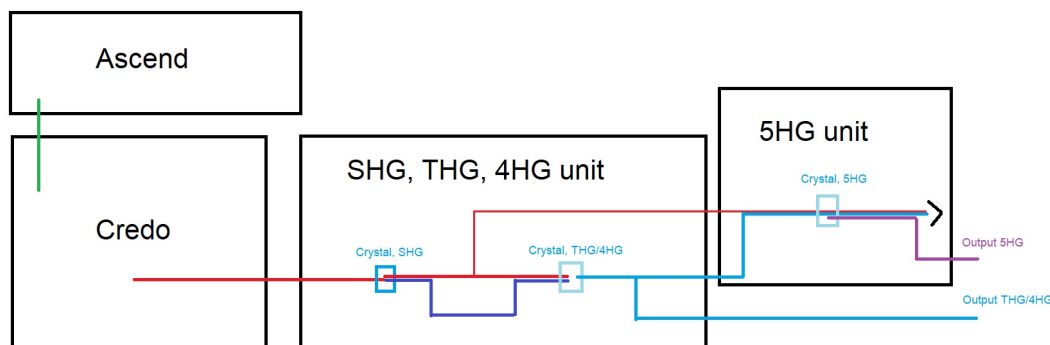 Ascend
Credo
SHG, THG, 4HG unit
Crystal, SHG
Crystal, THG/4HG
5HG unit
Crystal, 5HG
Output 5HG
Output THG/4HG